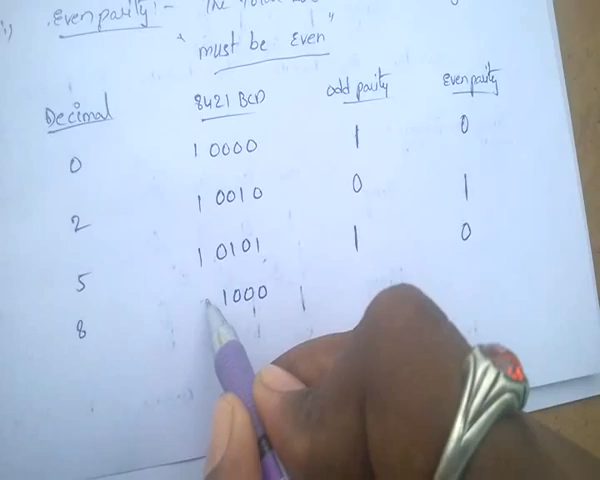 Even parity :-
must be Even"
Decimal 8421 BCD odd parity Even parity
0 1 0000 1 0
2 1 0010 0 1
5 1 0101 1 0
8 1000 1